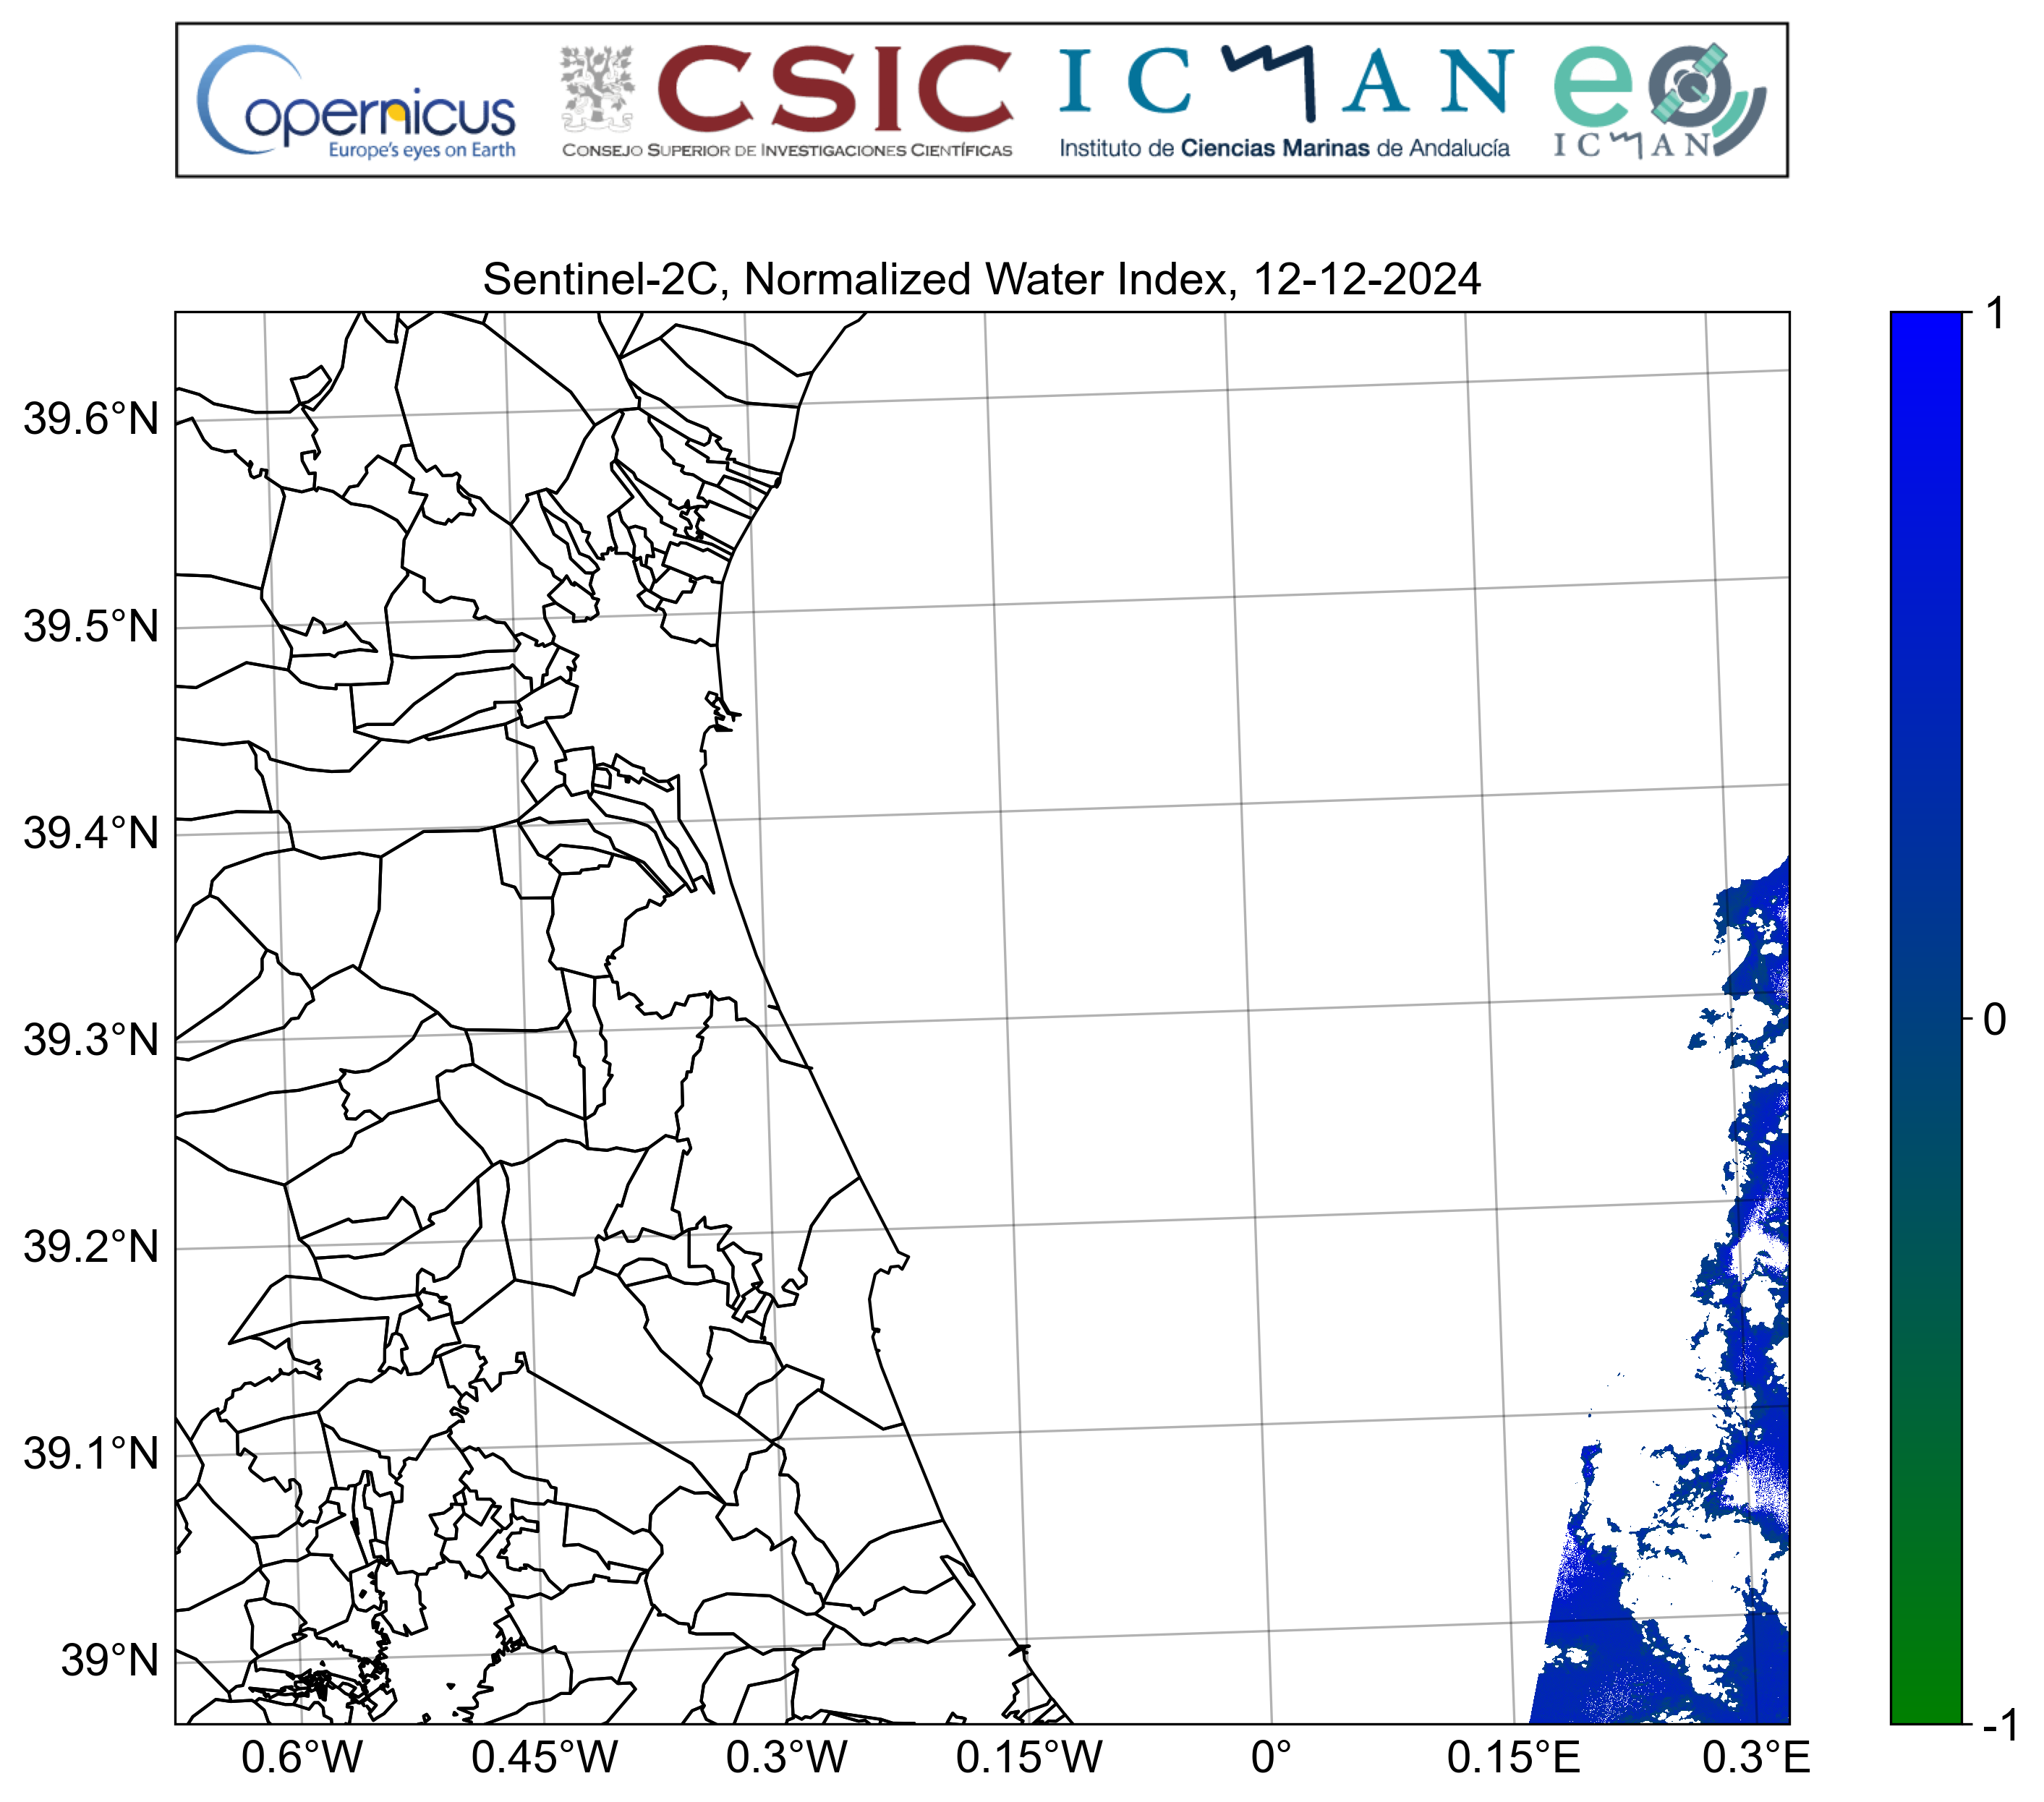 Copernicus
Europe's eyes on Earth
CSIC
CONSEJO SUPERIOR DE INVESTIGACIONES CIENTÍFICAS
ICMAN
Instituto de Ciencias Marinas de Andalucía
eo
ICMAN
Sentinel-2C, Normalized Water Index, 12-12-2024
39.6°N
39.5°N
39.4°N
39.3°N
39.2°N
39.1°N
39°N
0.6°W 0.45°W 0.3°W 0.15°W 0° 0.15°E 0.3°E
1
0
-1